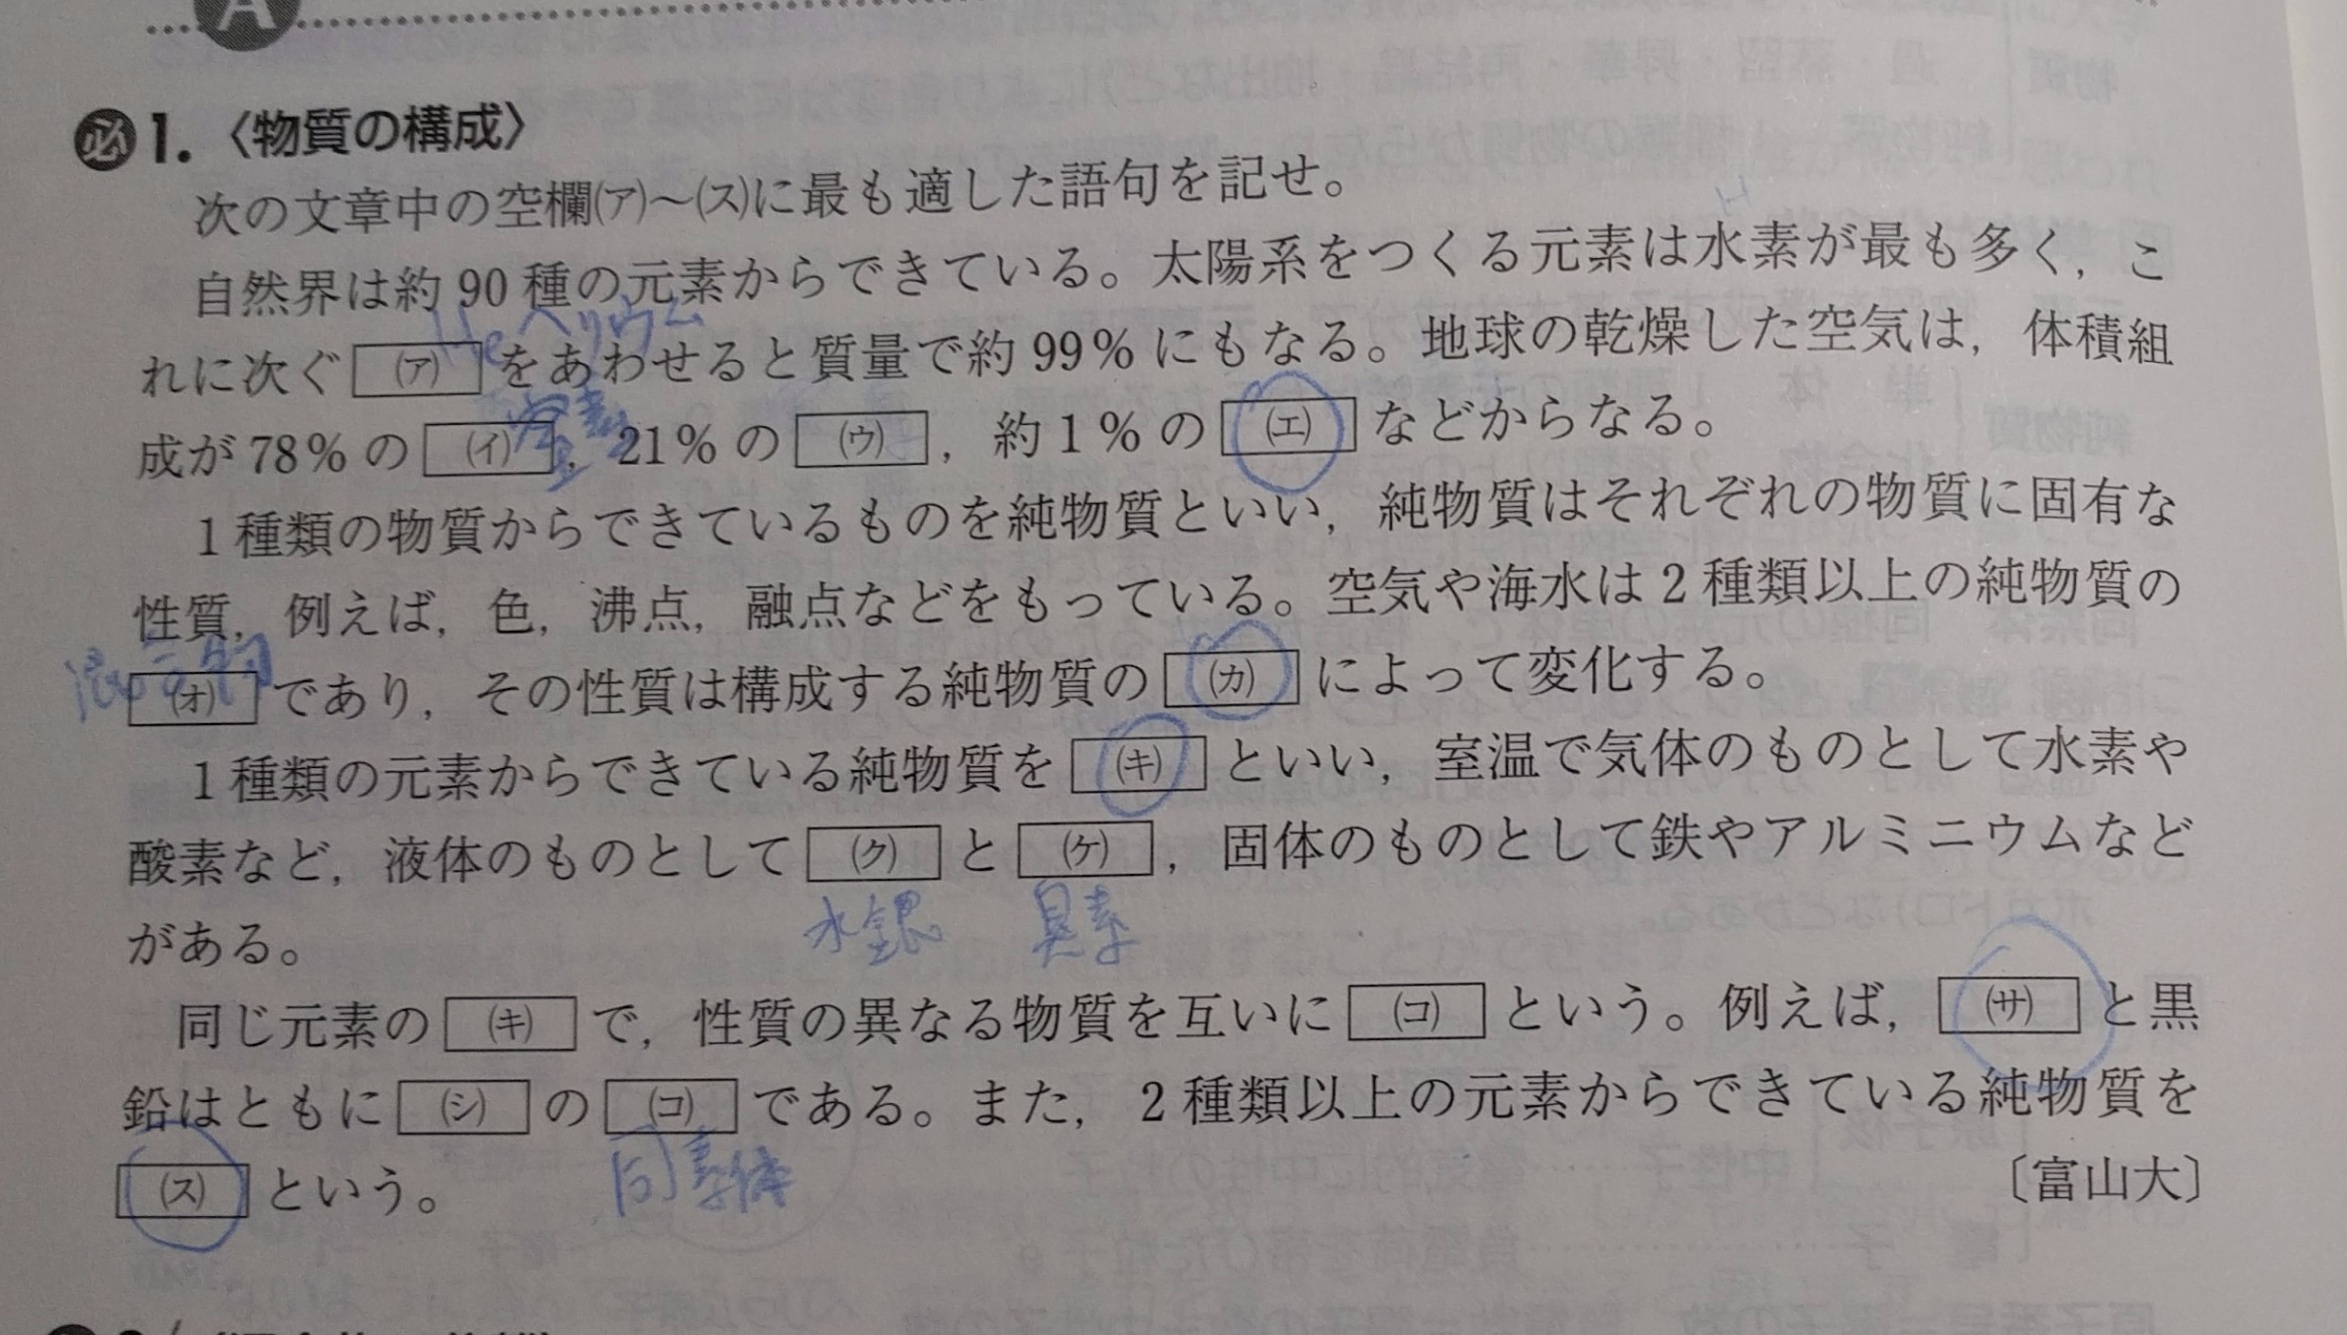 A
必 1. 〈物質の構成〉
次の文章中の空欄(ア)～(ス)に最も適した語句を記せ。
自然界は約90種の元素からできている。太陽系をつくる元素は水素が最も多く，こ
He ヘリウム
れに次ぐ (ア) をあわせると質量で約99%にもなる。地球の乾燥した空気は，体積組
窒素
成が78%の (イ) ，21%の (ウ) ，約1%の (エ) などからなる。
1種類の物質からできているものを純物質といい，純物質はそれぞれの物質に固有な
性質，例えば，色，沸点，融点などをもっている。空気や海水は2種類以上の純物質の
混合物
(オ) であり，その性質は構成する純物質の (カ) によって変化する。
1種類の元素からできている純物質を (キ) といい，室温で気体のものとして水素や
酸素など，液体のものとして (ク) と (ケ) ，固体のものとして鉄やアルミニウムなど
水銀 臭素
がある。
同じ元素の (キ) で，性質の異なる物質を互いに (コ) という。例えば， (サ) と黒
鉛はともに (シ) の (コ) である。また，2種類以上の元素からできている純物質を
同素体
(ス) という。 〔富山大〕